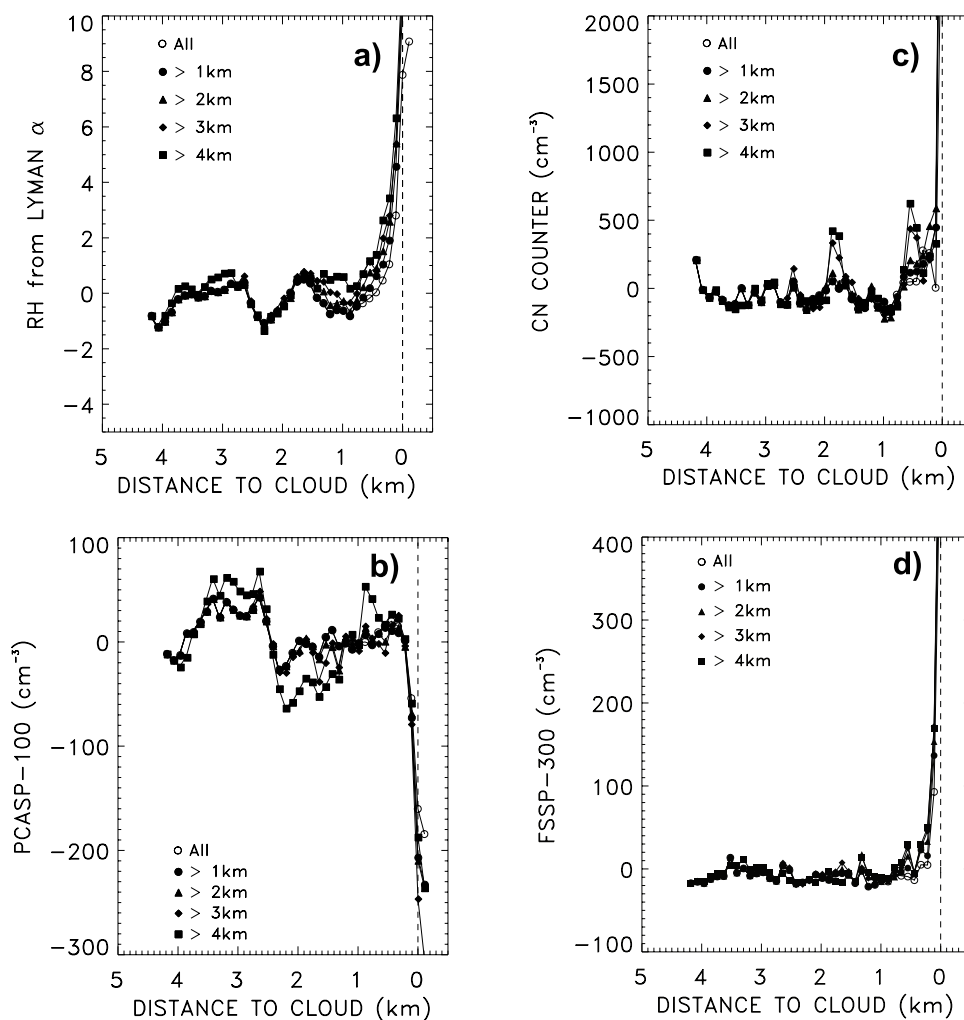 a)
10
8
6
4
2
0
−2
−4
RH from LYMAN α
All
> 1km
> 2km
> 3km
> 4km
5 4 3 2 1 0
DISTANCE TO CLOUD (km)
c)
2000
1500
1000
500
0
−500
−1000
CN COUNTER (cm⁻³)
All
> 1km
> 2km
> 3km
> 4km
5 4 3 2 1 0
DISTANCE TO CLOUD (km)
b)
100
0
−100
−200
−300
PCASP−100 (cm⁻³)
All
> 1km
> 2km
> 3km
> 4km
5 4 3 2 1 0
DISTANCE TO CLOUD (km)
d)
400
300
200
100
0
−100
FSSP−300 (cm⁻³)
All
> 1km
> 2km
> 3km
> 4km
5 4 3 2 1 0
DISTANCE TO CLOUD (km)